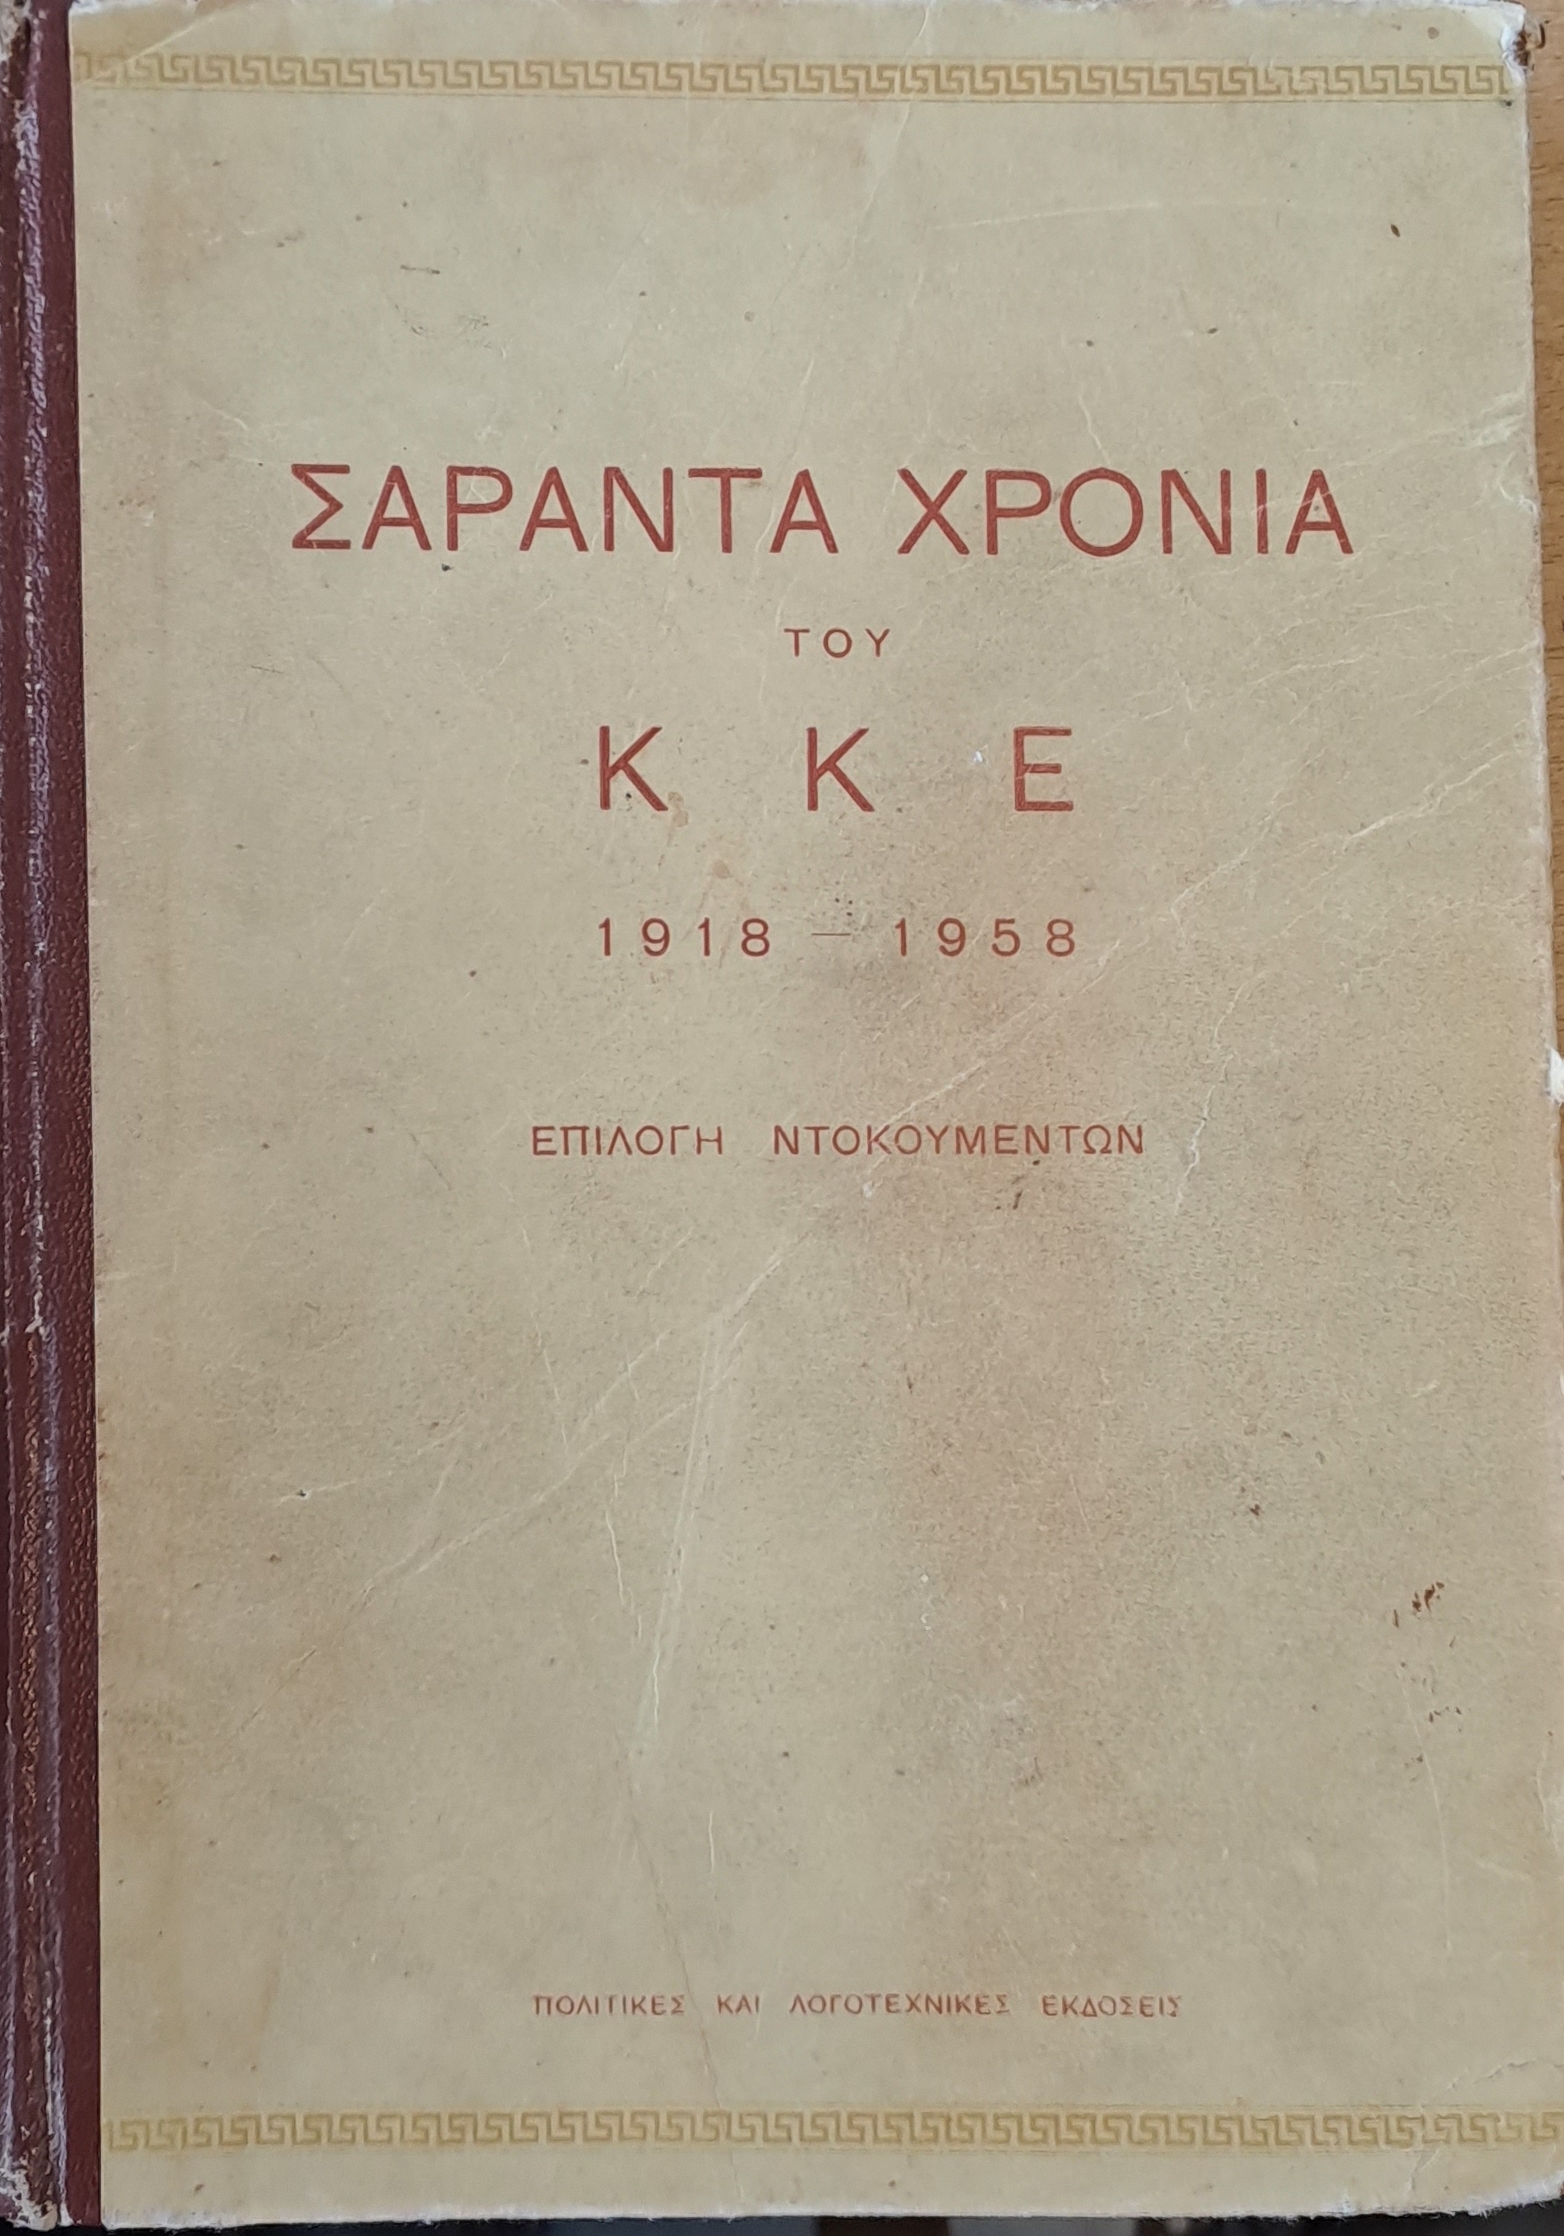 ΣΑΡΑΝΤΑ ΧΡΟΝΙΑ
ΤΟΥ
Κ Κ Ε
1918 — 1958
ΕΠΙΛΟΓΗ ΝΤΟΚΟΥΜΕΝΤΩΝ
ΠΟΛΙΤΙΚΕΣ ΚΑΙ ΛΟΓΟΤΕΧΝΙΚΕΣ ΕΚΔΟΣΕΙΣ